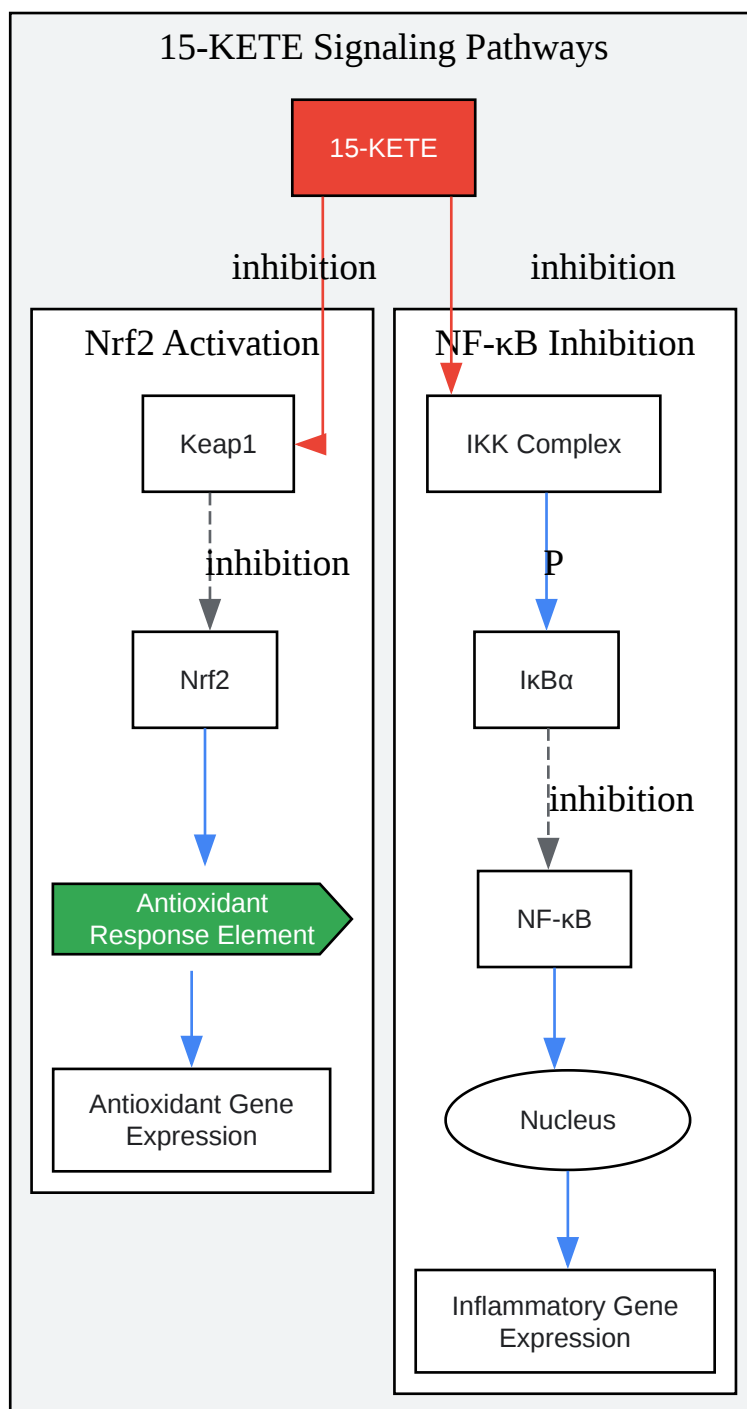 15-KETE Signaling Pathways
15-KETE
inhibition
inhibition
Nrf2 Activation
Keap1
inhibition
Nrf2
Antioxidant
Response Element
Antioxidant Gene
Expression
NF-κB Inhibition
IKK Complex
P
IκBα
inhibition
NF-κB
Nucleus
Inflammatory Gene
Expression